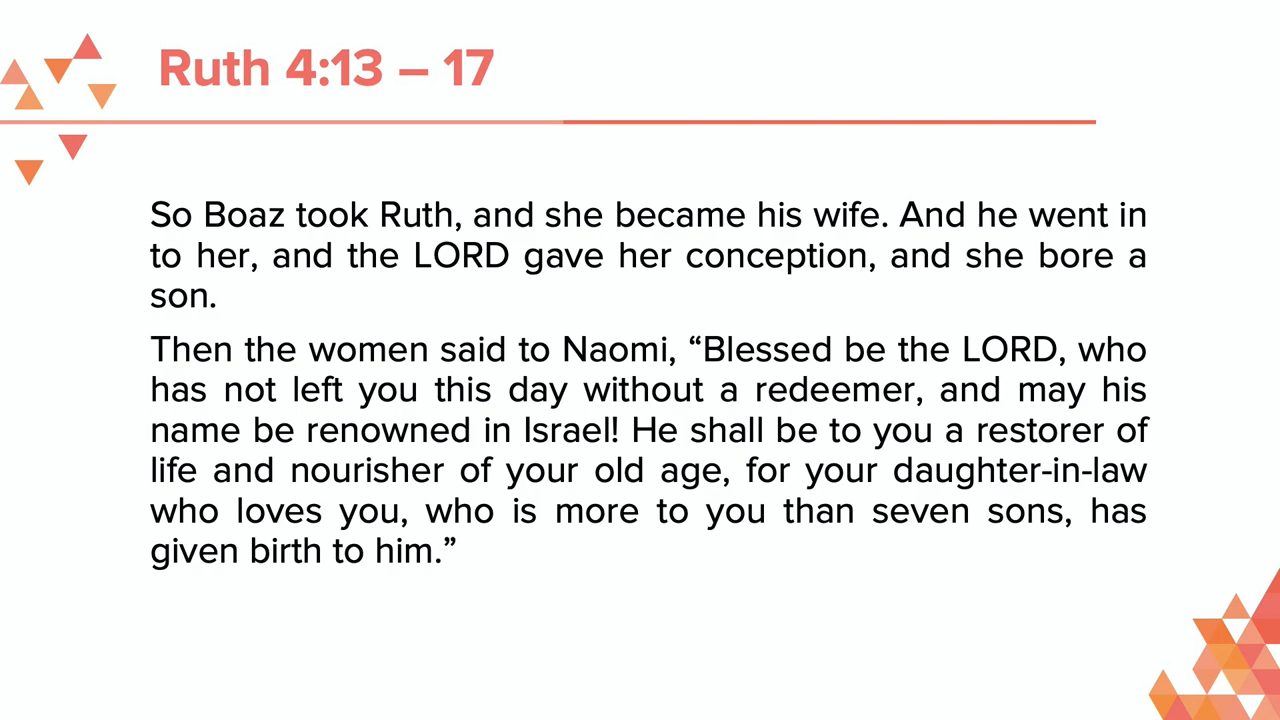 Ruth 4:13 – 17
So Boaz took Ruth, and she became his wife. And he went in
to her, and the LORD gave her conception, and she bore a
son.
Then the women said to Naomi, “Blessed be the LORD, who
has not left you this day without a redeemer, and may his
name be renowned in Israel! He shall be to you a restorer of
life and nourisher of your old age, for your daughter-in-law
who loves you, who is more to you than seven sons, has
given birth to him.”